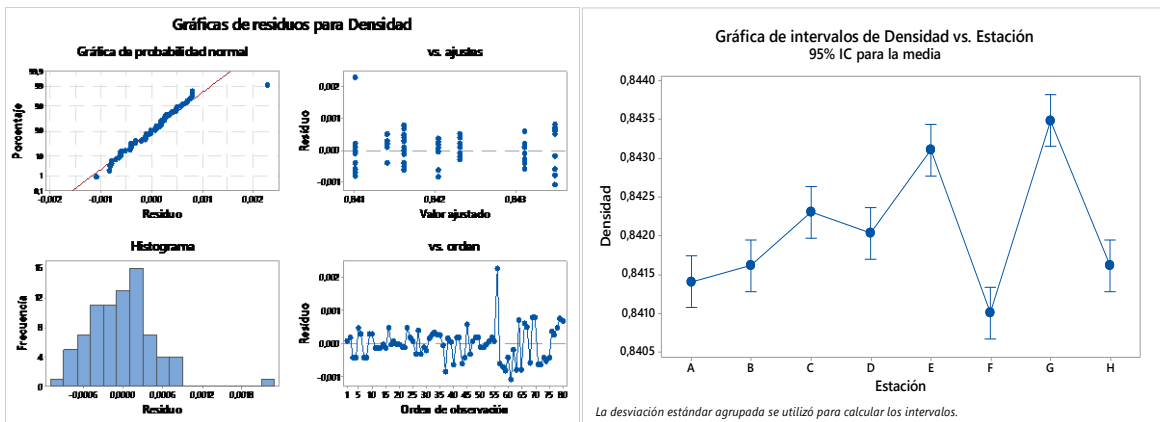 Gráficas de residuos para Densidad
Gráfica de probabilidad normal
99,9
99
90
50
10
1
0,1
Porcentaje
-0,002 -0,001 0,000 0,001 0,002
Residuo
vs. ajustes
0,002
0,001
0,000
-0,001
Residuo
0,841 0,842 0,843
Valor ajustado
Histograma
16
12
8
4
0
Frecuencia
-0,0006 0,0000 0,0006 0,0012 0,0018
Residuo
vs. orden
0,002
0,001
0,000
-0,001
Residuo
1 5 10 15 20 25 30 35 40 45 50 55 60 65 70 75 80
Orden de observación
Gráfica de intervalos de Densidad vs. Estación
95% IC para la media
0,8440
0,8435
0,8430
0,8425
0,8420
0,8415
0,8410
0,8405
Densidad
A B C D E F G H
Estación
La desviación estándar agrupada se utilizó para calcular los intervalos.